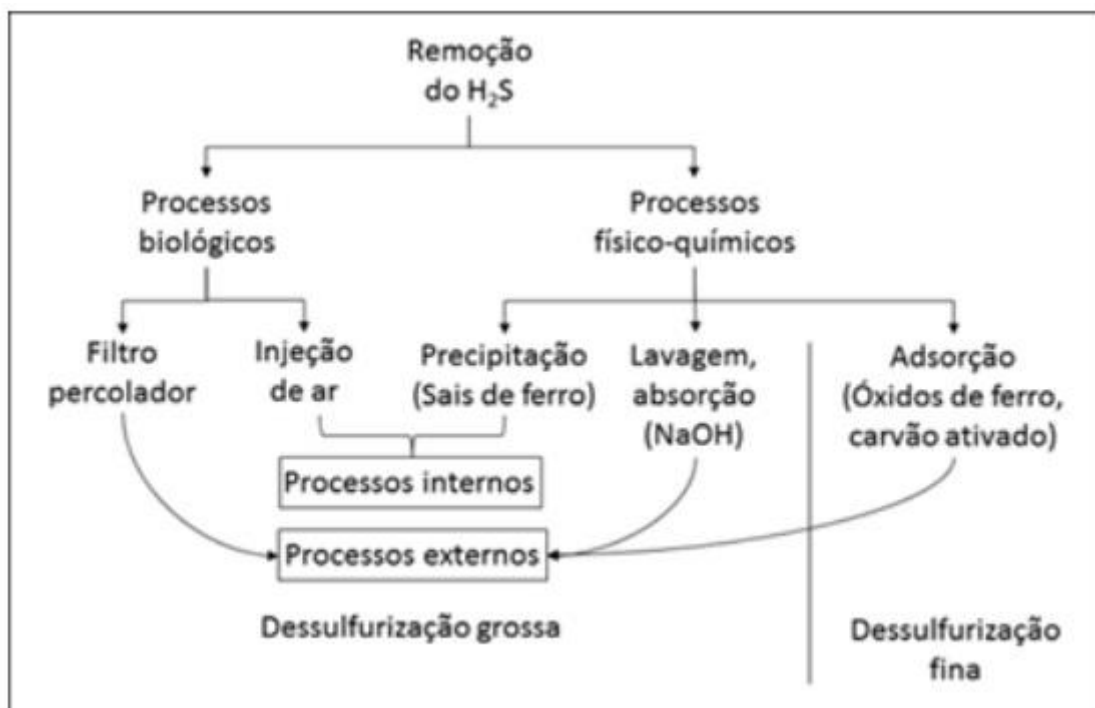 Remoção
do H₂S
Processos
biológicos
Processos
físico-químicos
Filtro
percolador
Injeção
de ar
Precipitação
(Sais de ferro)
Lavagem,
absorção
(NaOH)
Adsorção
(Óxidos de ferro,
carvão ativado)
Processos internos
Processos externos
Dessulfurização grossa
Dessulfurização
fina